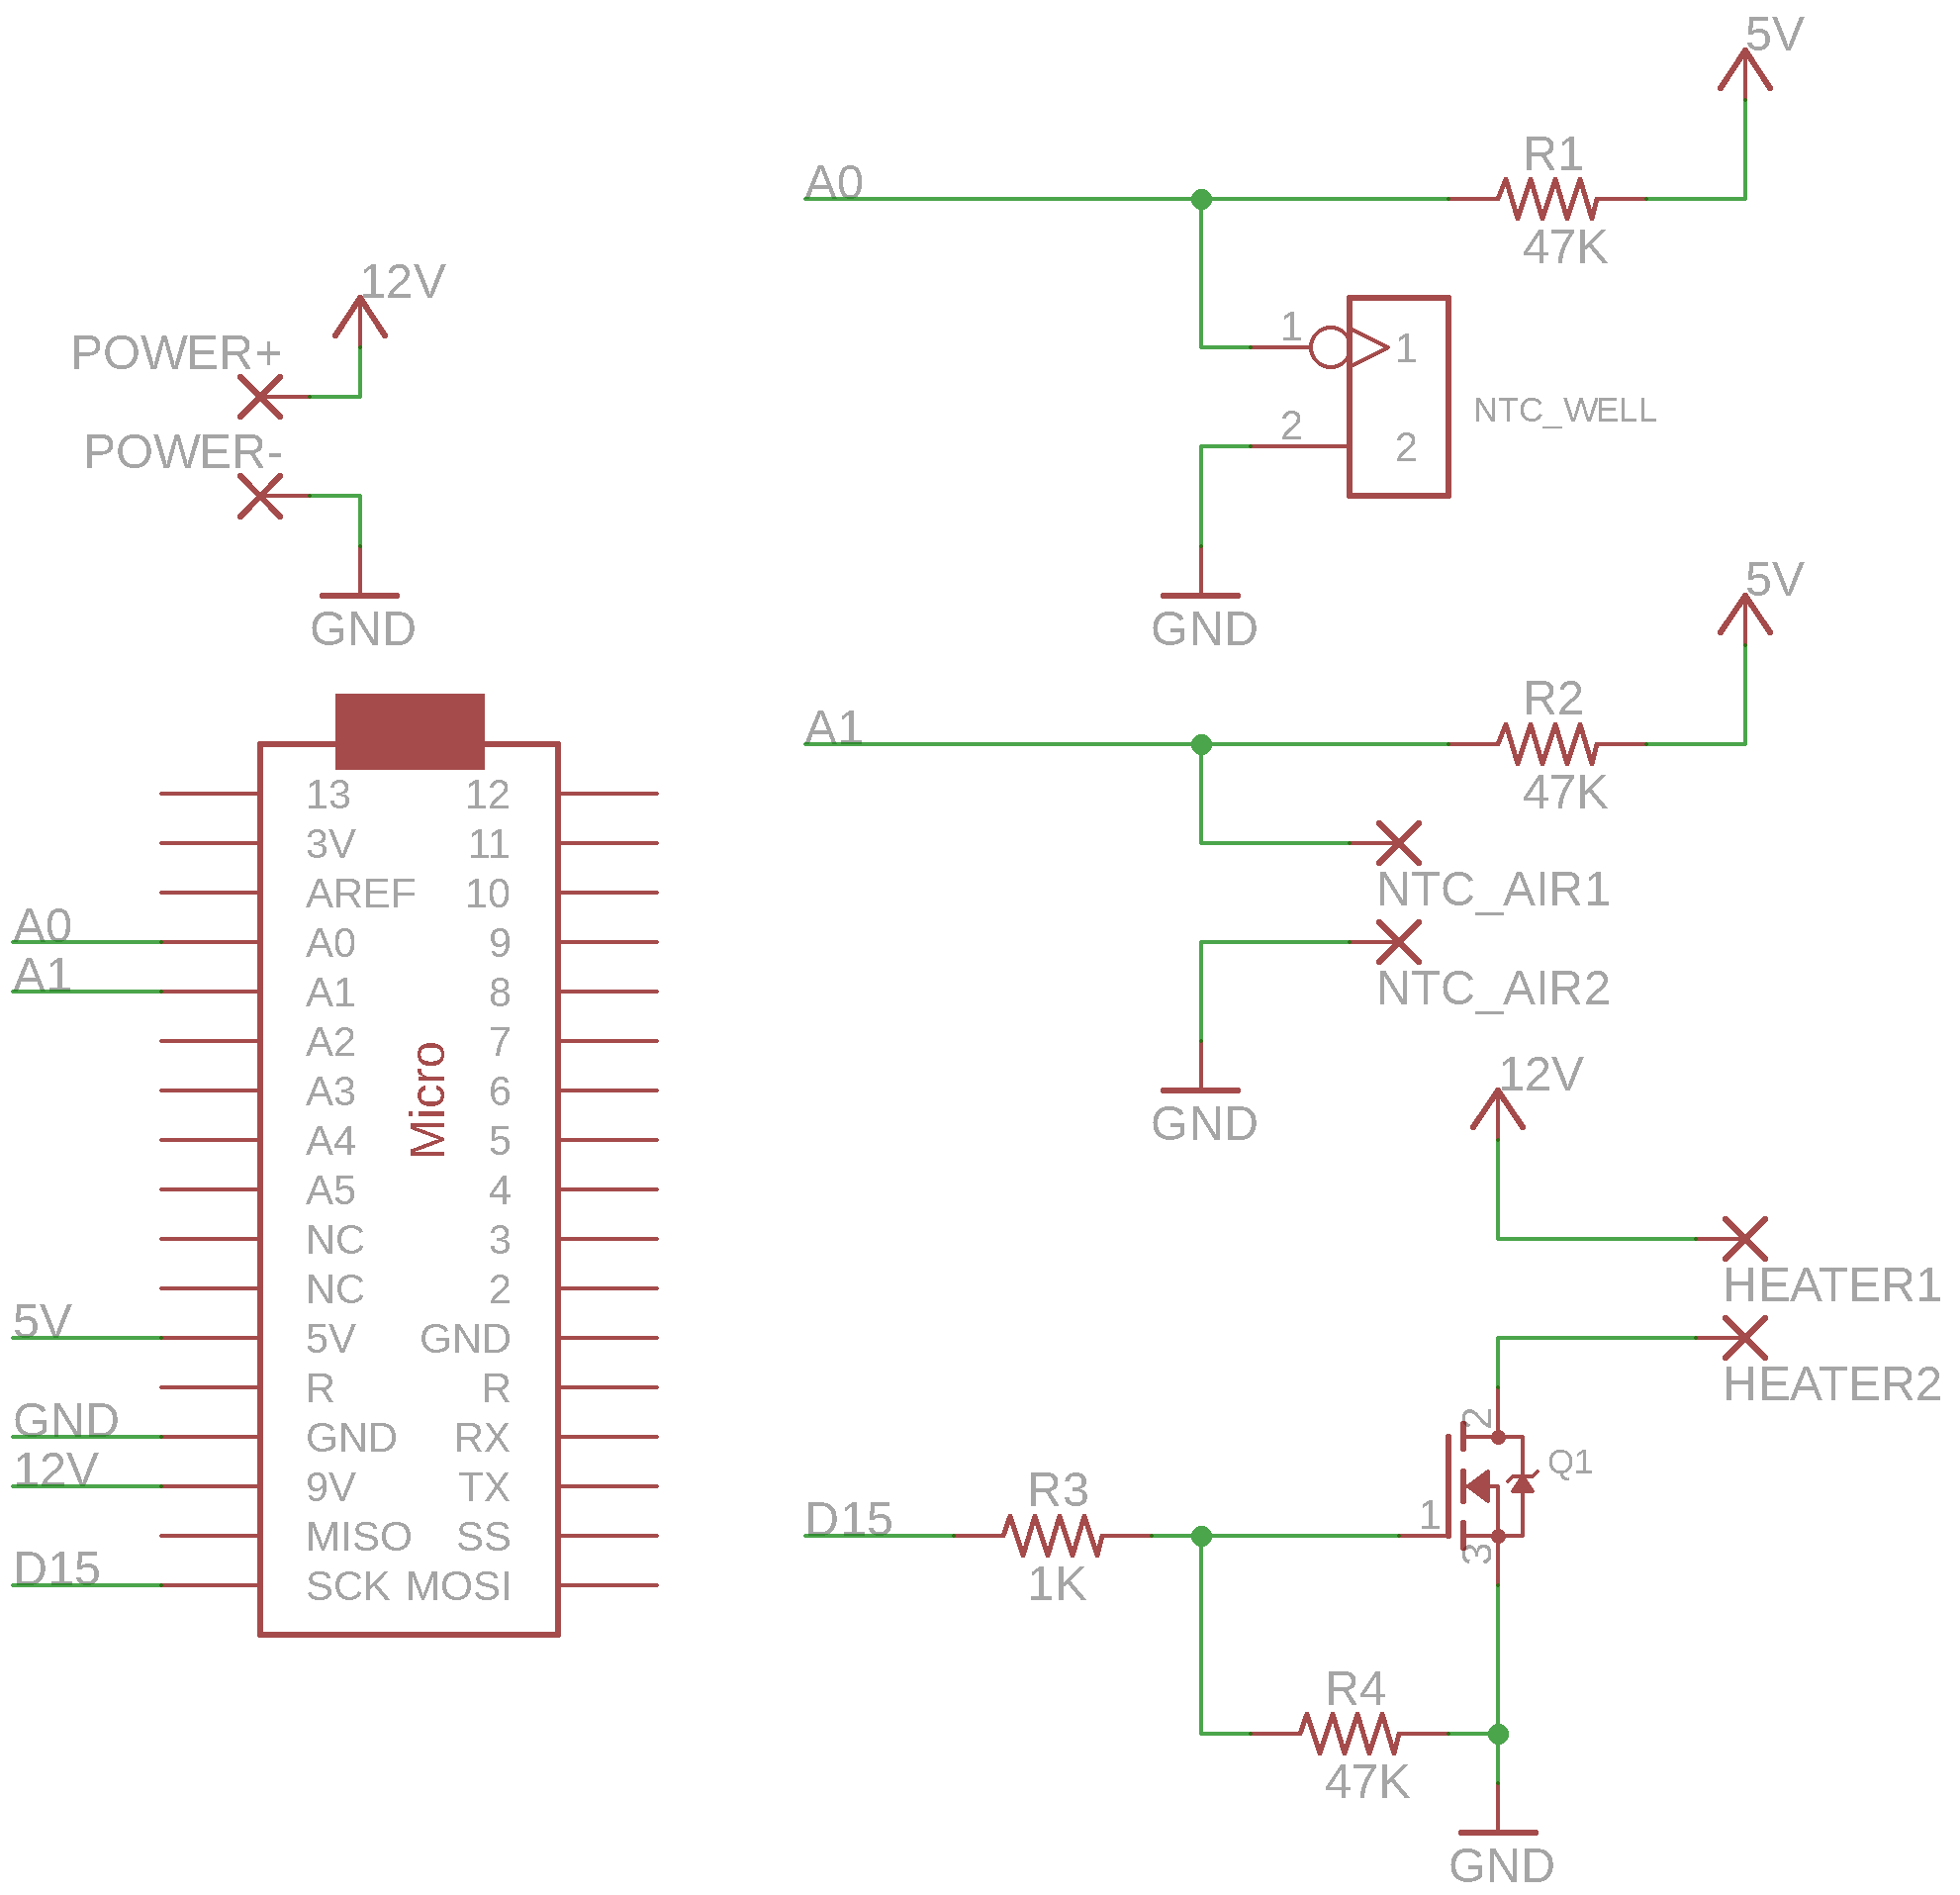 12V
POWER+
POWER-
GND
13 12
3V 11
AREF 10
A0 A0 9
A1 A1 8
A2 7
A3 6
A4 5
A5 4
NC 3
NC 2
5V 5V GND
R R
GND GND RX
12V 9V TX
MISO SS
D15 SCK MOSI
Micro
5V
A0
R1
47K
1 1
2 2
NTC_WELL
GND
5V
A1
R2
47K
NTC_AIR1
NTC_AIR2
GND
12V
HEATER1
HEATER2
2
Q1
D15
R3
1K
1
3
R4
47K
GND